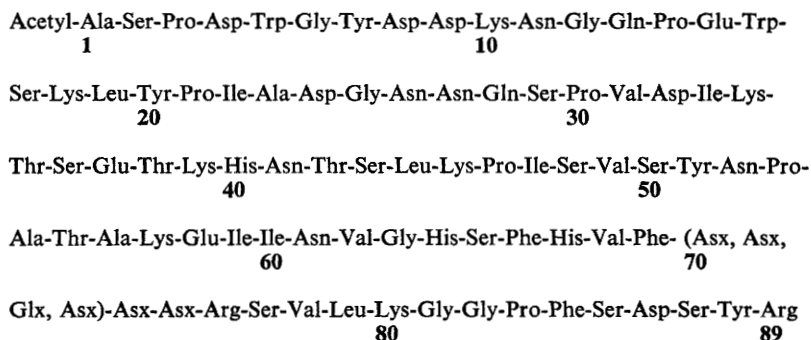 Acetyl-Ala-Ser-Pro-Asp-Trp-Gly-Tyr-Asp-Asp-Lys-Asn-Gly-Gln-Pro-Glu-Trp-
1 10
Ser-Lys-Leu-Tyr-Pro-Ile-Ala-Asp-Gly-Asn-Asn-Gln-Ser-Pro-Val-Asp-Ile-Lys-
20 30
Thr-Ser-Glu-Thr-Lys-His-Asn-Thr-Ser-Leu-Lys-Pro-Ile-Ser-Val-Ser-Tyr-Asn-Pro-
40 50
Ala-Thr-Ala-Lys-Glu-Ile-Ile-Asn-Val-Gly-His-Ser-Phe-His-Val-Phe- (Asx, Asx,
60 70
Glx, Asx)-Asx-Asx-Arg-Ser-Val-Leu-Lys-Gly-Gly-Pro-Phe-Ser-Asp-Ser-Tyr-Arg
80 89